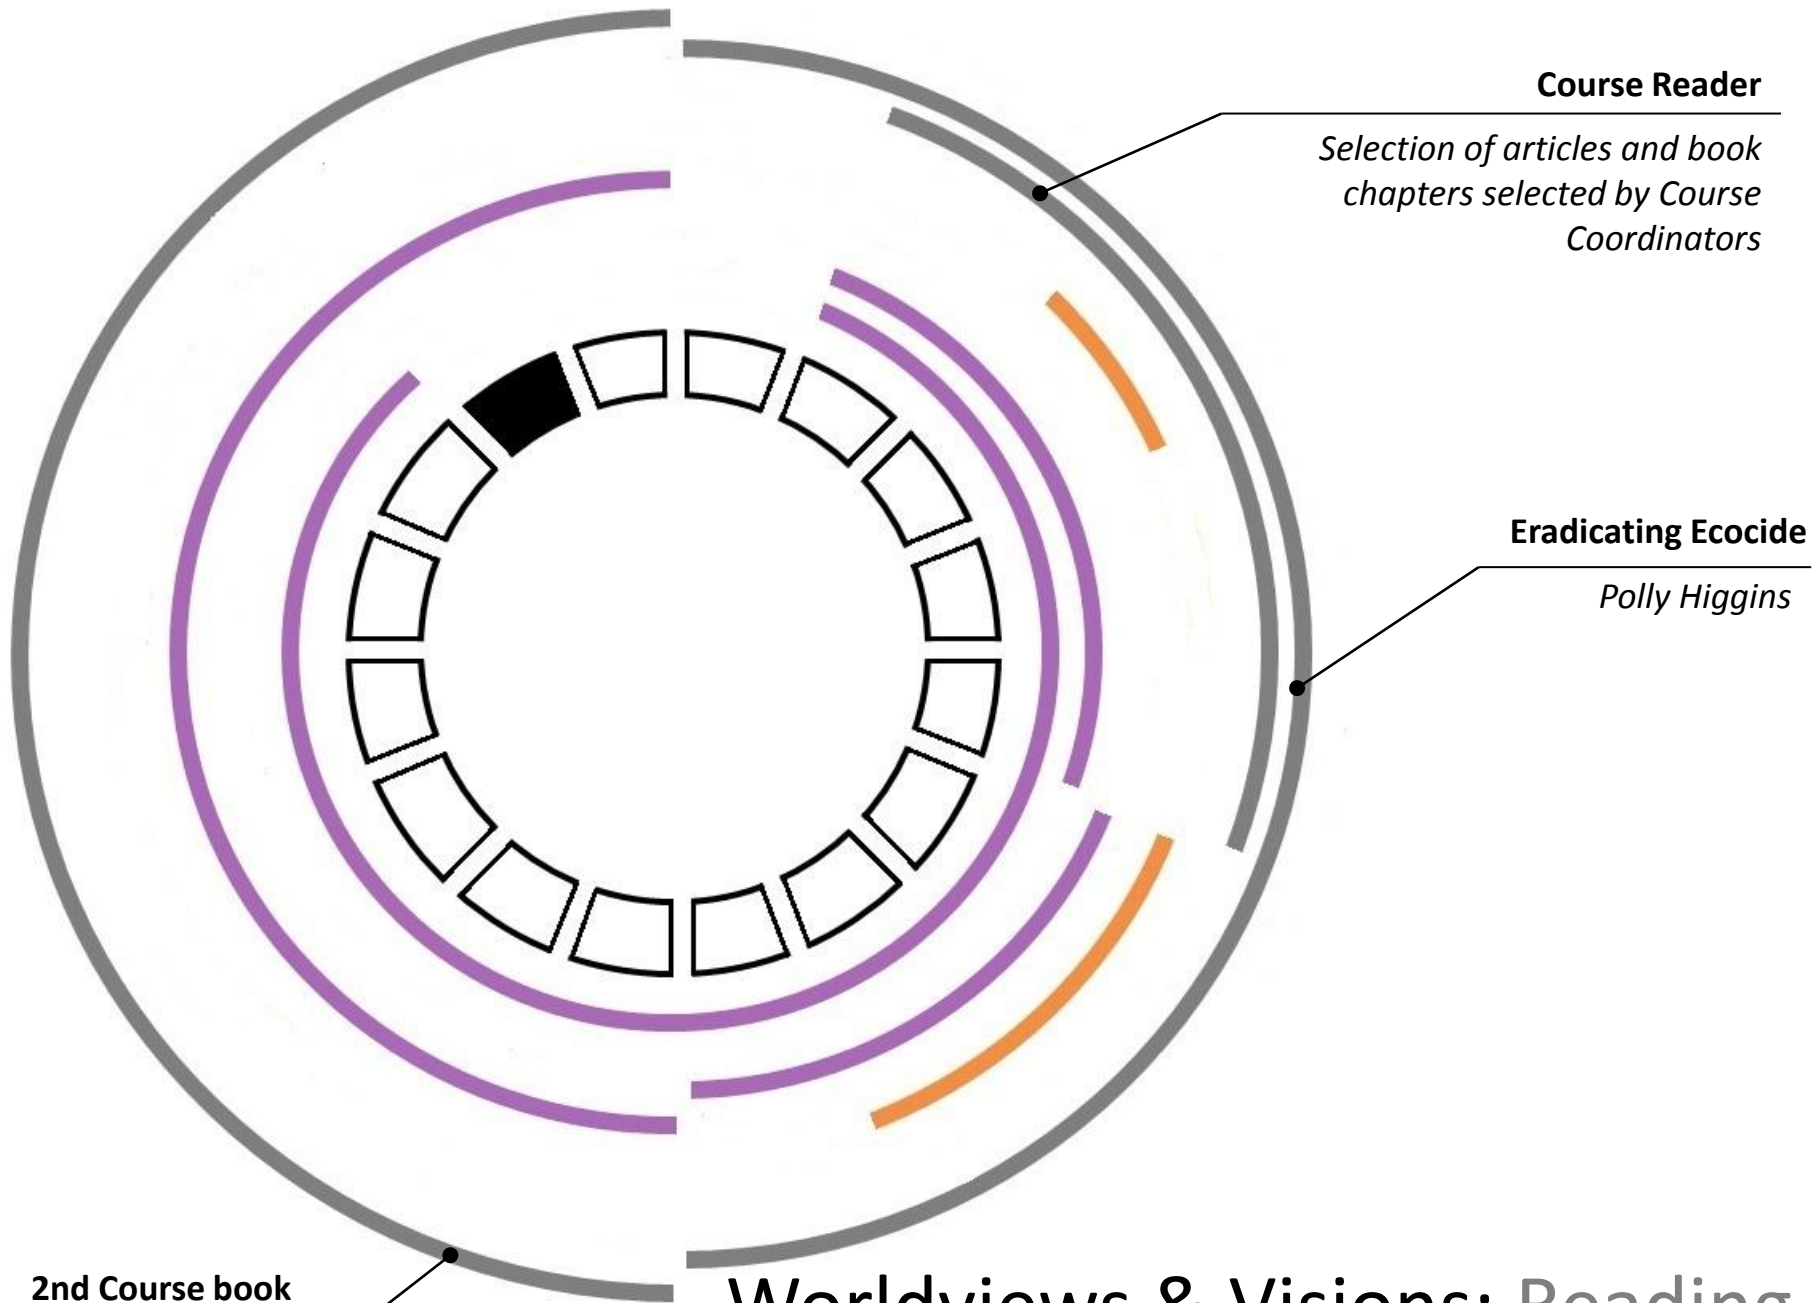 Course Reader
Selection of articles and book
chapters selected by Course
Coordinators
Eradicating Ecocide
Polly Higgins
2nd Course book
Worldviews & Visions: Reading